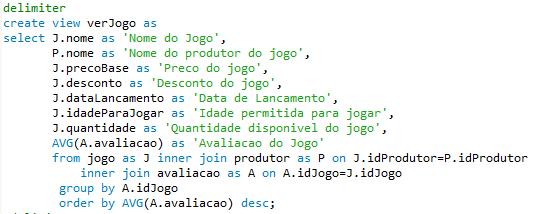 delimiter
create view verJogo as
select J.nome as 'Nome do Jogo',
P.nome as 'Nome do produtor do jogo',
J.precoBase as 'Preco do jogo',
J.desconto as 'Desconto do jogo',
J.dataLancamento as 'Data de Lancamento',
J.idadeParaJogar as 'Idade permitida para jogar',
J.quantidade as 'Quantidade disponivel do jogo',
AVG(A.avaliacao) as 'Avaliacao do Jogo'
from jogo as J inner join produtor as P on J.idProdutor=P.idProdutor
inner join avaliacao as A on A.idJogo=J.idJogo
group by A.idJogo
order by AVG(A.avaliacao) desc;